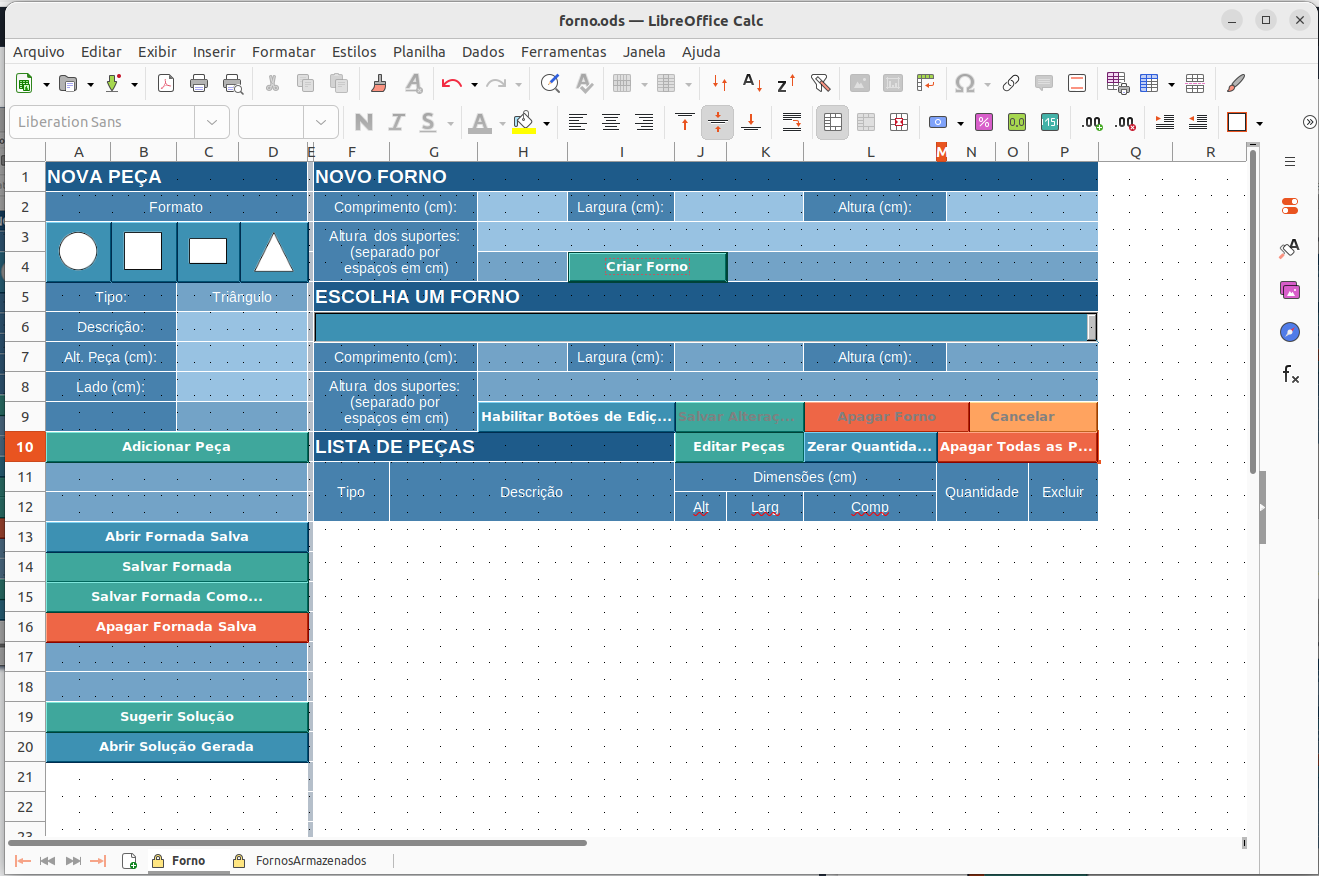 forno.ods — LibreOffice Calc
Arquivo Editar Exibir Inserir Formatar Estilos Planilha Dados Ferramentas Janela Ajuda
Liberation Sans
A B C D E F G H I J K L M N O P Q R
1 NOVA PEÇA NOVO FORNO
2 Formato Comprimento (cm): Largura (cm): Altura (cm):
3 Altura dos suportes:
(separado por
4 espaços em cm) Criar Forno
5 Tipo: Triângulo ESCOLHA UM FORNO
6 Descrição:
7 Alt. Peça (cm): Comprimento (cm): Largura (cm): Altura (cm):
8 Lado (cm): Altura dos suportes:
(separado por
9 espaços em cm) Habilitar Botões de Ediç... Salvar Alteraç... Apagar Forno Cancelar
10 Adicionar Peça LISTA DE PEÇAS Editar Peças Zerar Quantida... Apagar Todas as P...
11 Dimensões (cm)
Tipo Descrição Quantidade Excluir
12 Alt Larg Comp
13 Abrir Fornada Salva
14 Salvar Fornada
15 Salvar Fornada Como...
16 Apagar Fornada Salva
17
18
19 Sugerir Solução
20 Abrir Solução Gerada
21
22
23
Forno FornosArmazenados